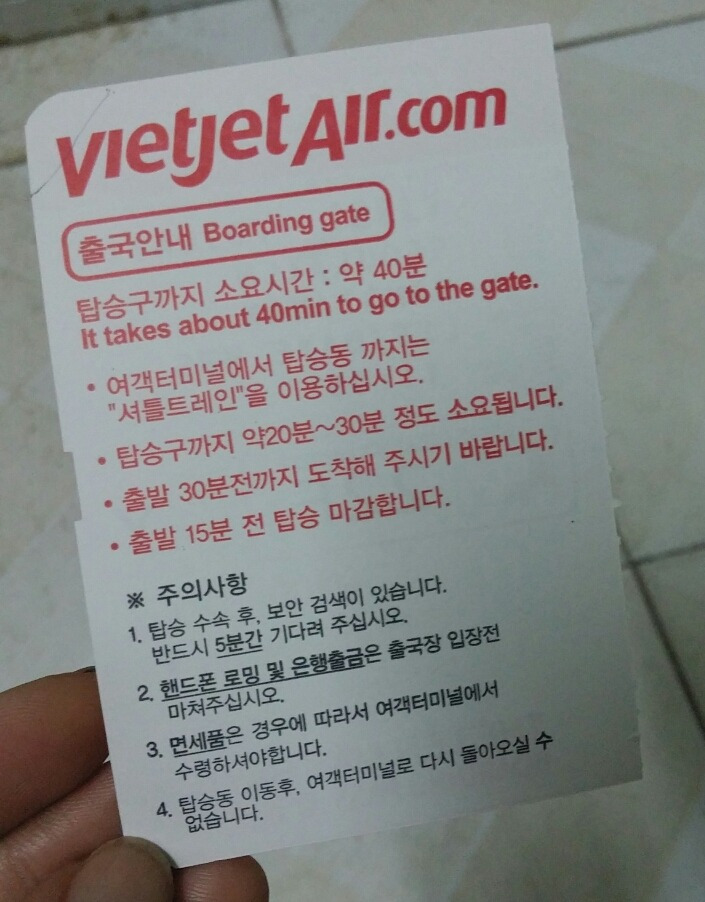 vietjet Air.com
출국안내 Boarding gate
탑승구까지 소요시간 : 약 40분
It takes about 40min to go to the gate.
• 여객터미널에서 탑승동 까지는
"셔틀트레인"을 이용하십시오.
• 탑승구까지 약20분~30분 정도 소요됩니다.
• 출발 30분전까지 도착해 주시기 바랍니다.
• 출발 15분 전 탑승 마감합니다.
※ 주의사항
1. 탑승 수속 후, 보안 검색이 있습니다.
반드시 5분간 기다려 주십시오.
2. 핸드폰 로밍 및 은행출금은 출국장 입장전
마쳐주십시오.
3. 면세품은 경우에 따라서 여객터미널에서
수령하셔야합니다.
4. 탑승동 이동후, 여객터미널로 다시 돌아오실 수
없습니다.